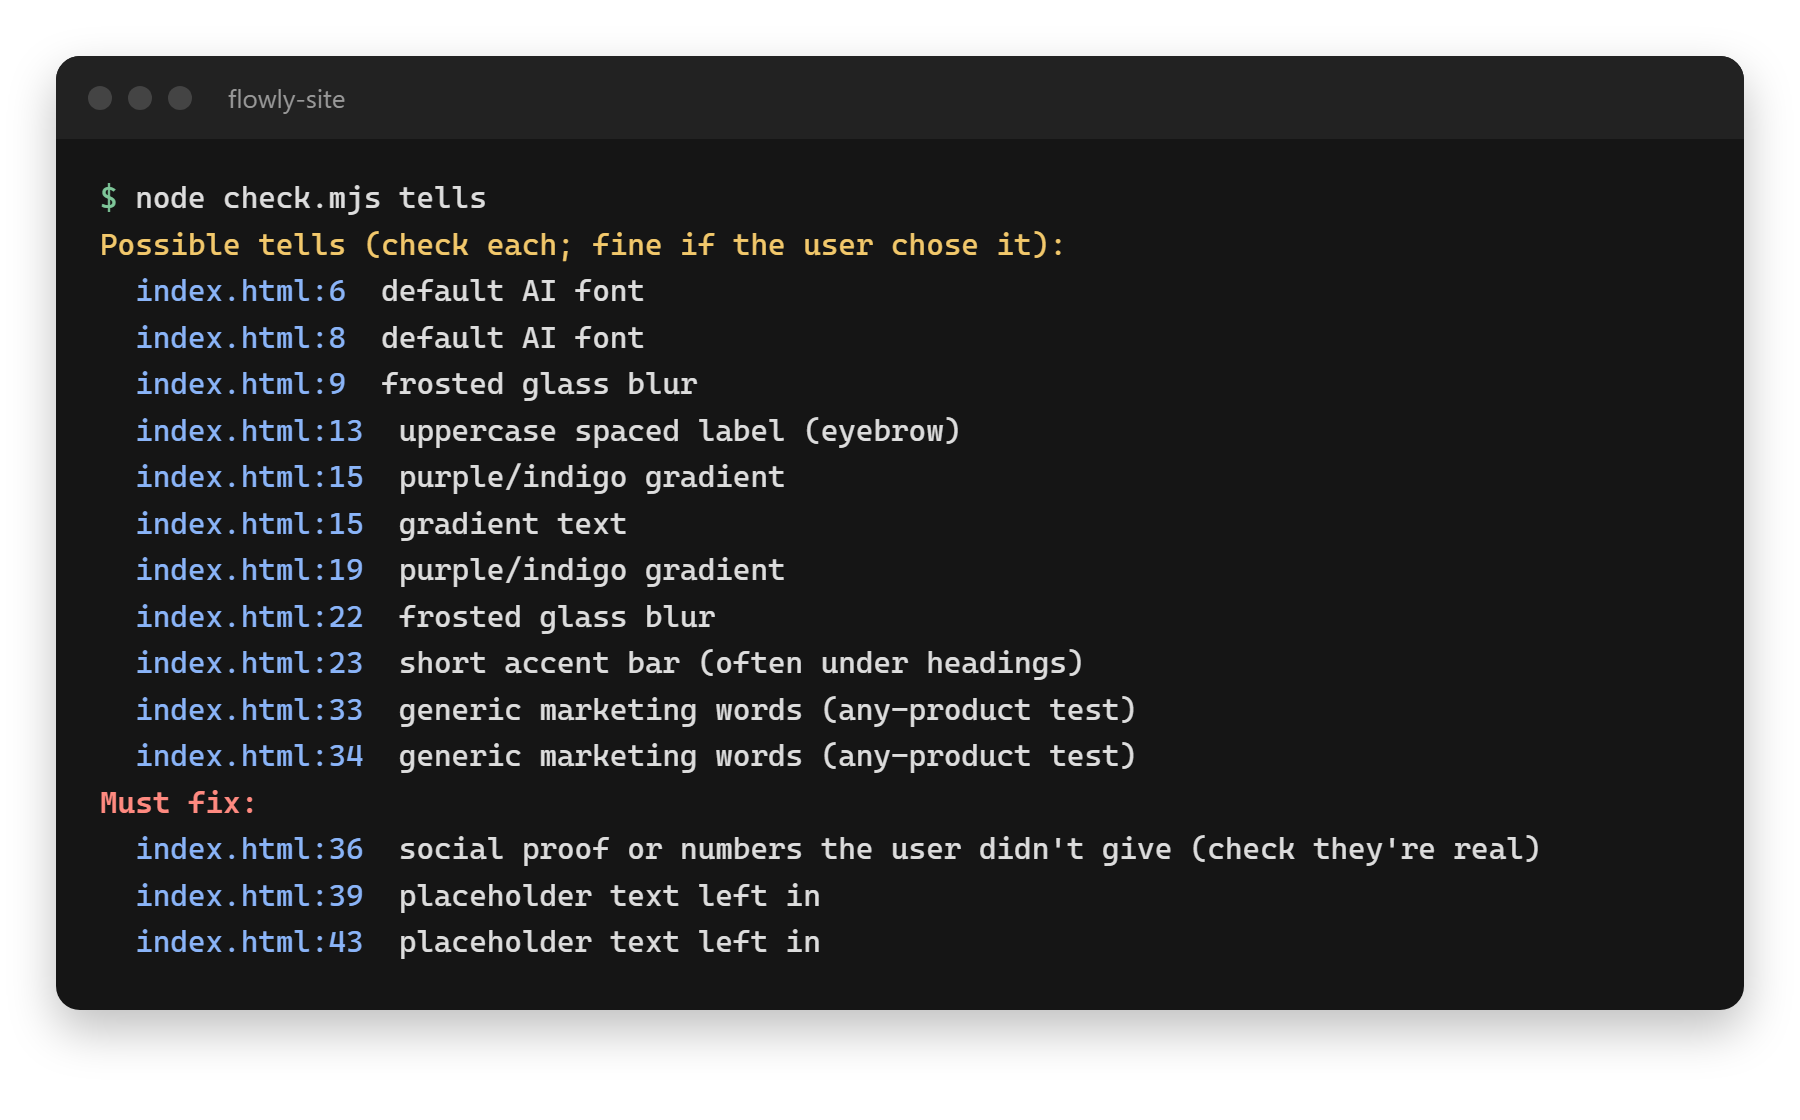 flowly-site
$ node check.mjs tells
Possible tells (check each; fine if the user chose it):
index.html:6  default AI font
index.html:8  default AI font
index.html:9  frosted glass blur
index.html:13  uppercase spaced label (eyebrow)
index.html:15  purple/indigo gradient
index.html:15  gradient text
index.html:19  purple/indigo gradient
index.html:22  frosted glass blur
index.html:23  short accent bar (often under headings)
index.html:33  generic marketing words (any-product test)
index.html:34  generic marketing words (any-product test)
Must fix:
index.html:36  social proof or numbers the user didn't give (check they're real)
index.html:39  placeholder text left in
index.html:43  placeholder text left in